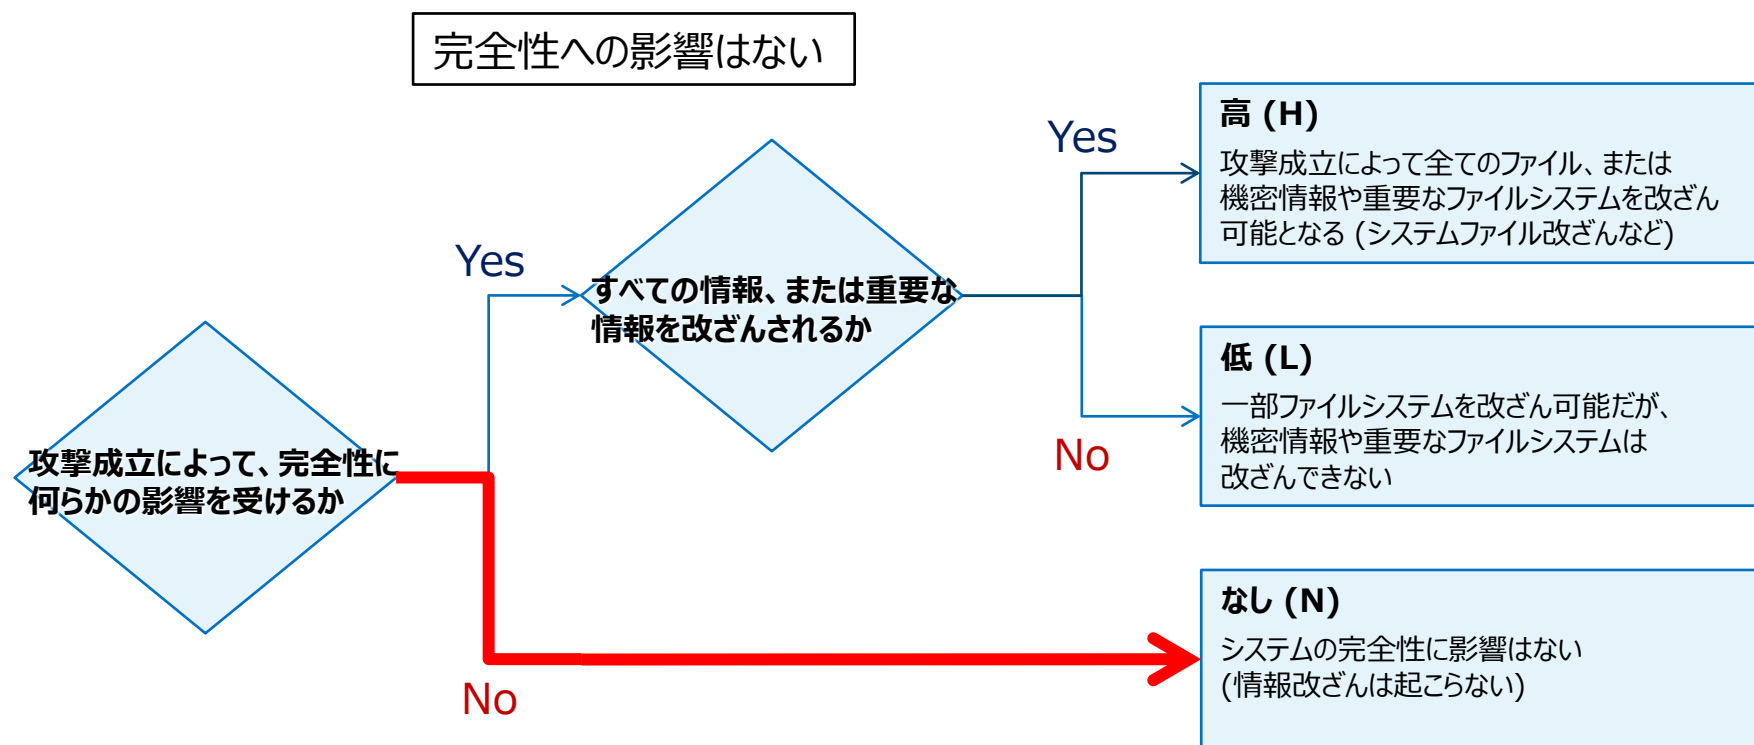 完全性への影響はない
高 (H)
攻撃成立によって全てのファイル、または
機密情報や重要なファイルシステムを改ざん
可能となる (システムファイル改ざんなど)
Yes
Yes
すべての情報、または重要な
情報を改ざんされるか
低 (L)
一部ファイルシステムを改ざん可能だが、
機密情報や重要なファイルシステムは
改ざんできない
No
攻撃成立によって、完全性に
何らかの影響を受けるか
なし (N)
システムの完全性に影響はない
(情報改ざんは起こらない)
No